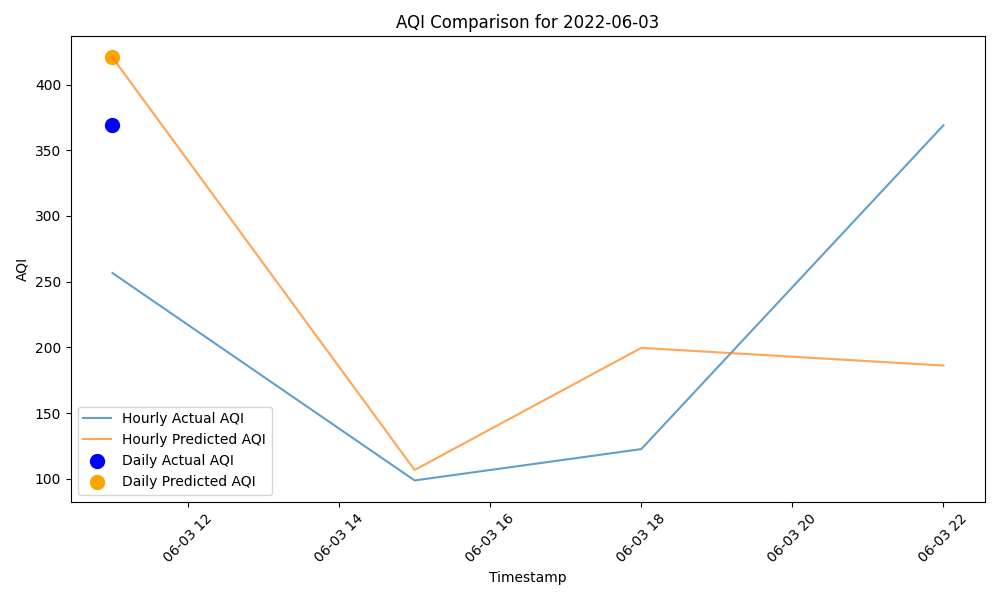 AQI Comparison for 2022-06-03
AQI
400
350
300
250
200
150
100
Hourly Actual AQI
Hourly Predicted AQI
Daily Actual AQI
Daily Predicted AQI
06-03 12
06-03 14
06-03 16
06-03 18
06-03 20
06-03 22
Timestamp